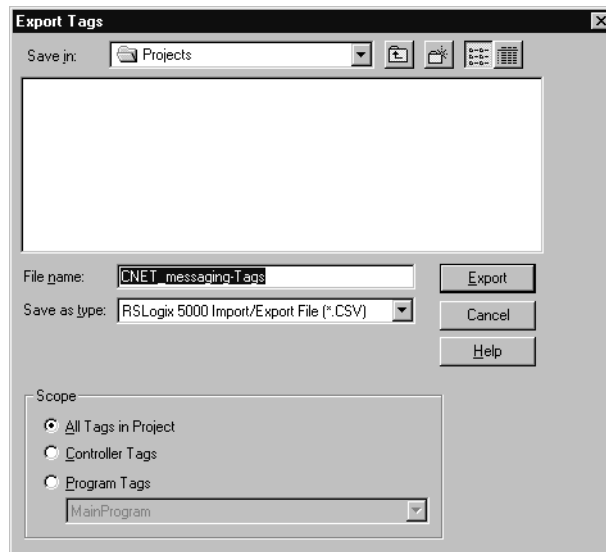 Export Tags
Save in: Projects
File name: CNET_messaging-Tags Export
Save as type: RSLogix 5000 Import/Export File (*.CSV) Cancel
Help
Scope
All Tags in Project
Controller Tags
Program Tags
MainProgram